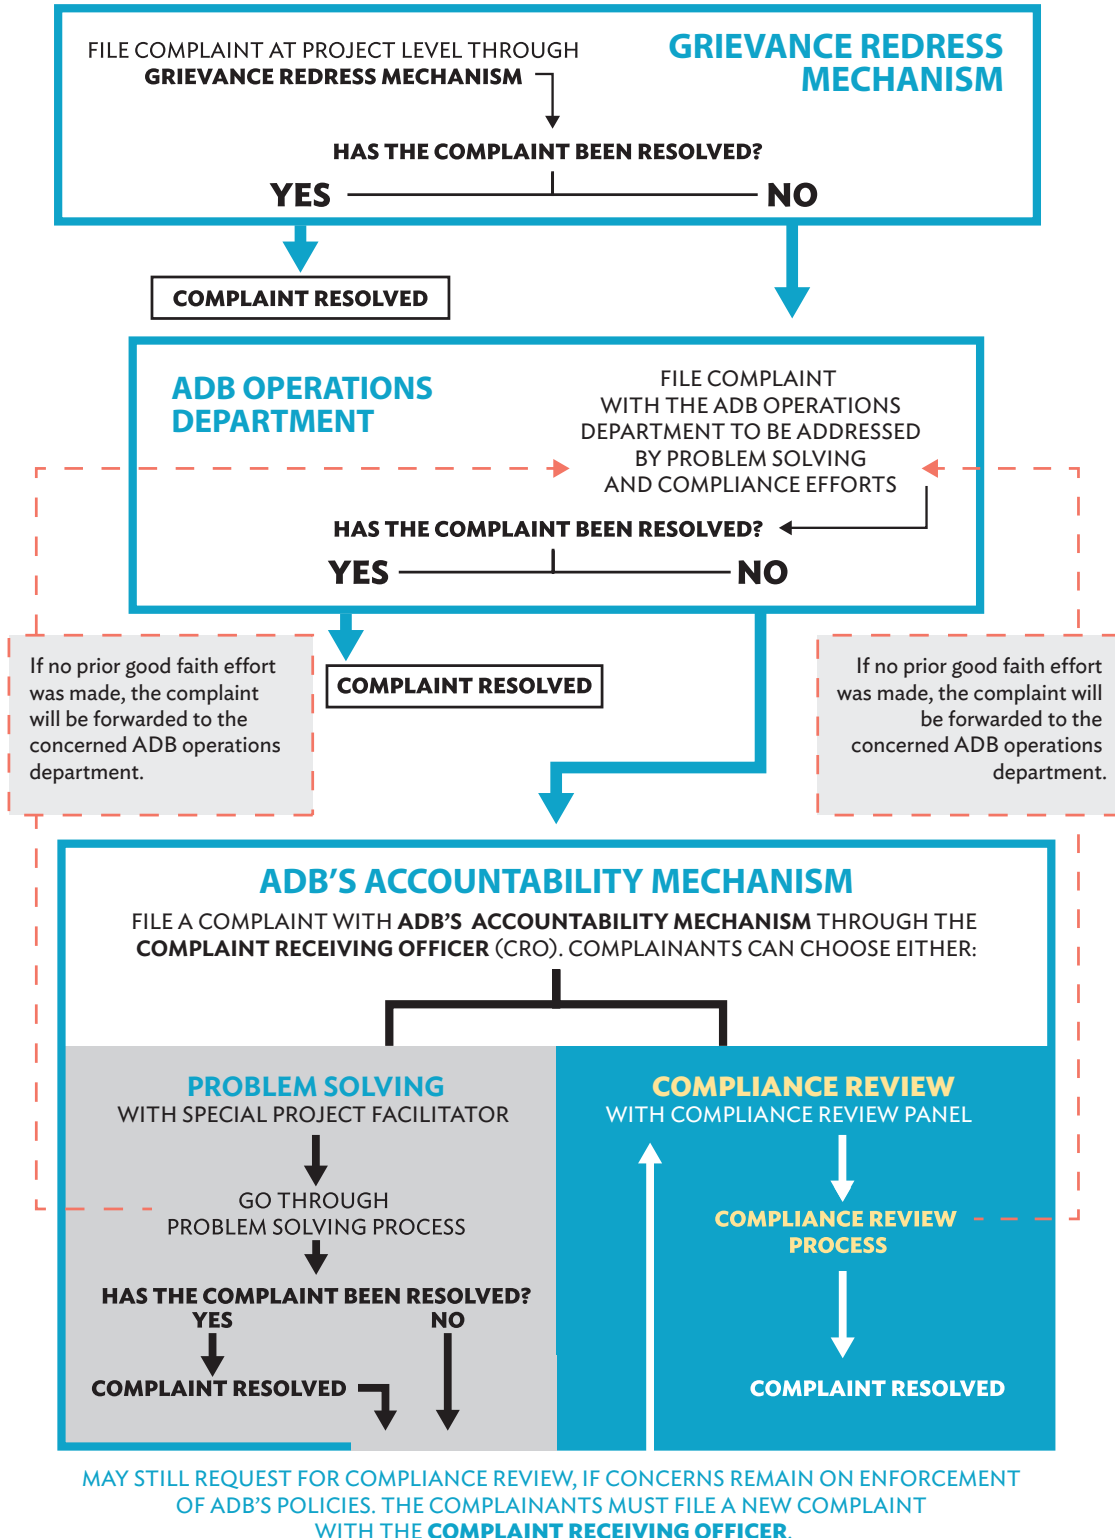 GRIEVANCE REDRESS
MECHANISM
FILE COMPLAINT AT PROJECT LEVEL THROUGH
GRIEVANCE REDRESS MECHANISM
HAS THE COMPLAINT BEEN RESOLVED?
YES
NO
COMPLAINT RESOLVED
ADB OPERATIONS
DEPARTMENT
FILE COMPLAINT
WITH THE ADB OPERATIONS
DEPARTMENT TO BE ADDRESSED
BY PROBLEM SOLVING
AND COMPLIANCE EFFORTS
HAS THE COMPLAINT BEEN RESOLVED?
YES
NO
COMPLAINT RESOLVED
If no prior good faith effort
was made, the complaint
will be forwarded to the
concerned ADB operations
department.
If no prior good faith effort
was made, the complaint will
be forwarded to the
concerned ADB operations
department.
ADB'S ACCOUNTABILITY MECHANISM
FILE A COMPLAINT WITH ADB'S ACCOUNTABILITY MECHANISM THROUGH THE
COMPLAINT RECEIVING OFFICER (CRO). COMPLAINANTS CAN CHOOSE EITHER:
PROBLEM SOLVING
WITH SPECIAL PROJECT FACILITATOR
GO THROUGH
PROBLEM SOLVING PROCESS
HAS THE COMPLAINT BEEN RESOLVED?
YES
NO
COMPLAINT RESOLVED
COMPLIANCE REVIEW
WITH COMPLIANCE REVIEW PANEL
COMPLIANCE REVIEW
PROCESS
COMPLAINT RESOLVED
MAY STILL REQUEST FOR COMPLIANCE REVIEW, IF CONCERNS REMAIN ON ENFORCEMENT
OF ADB'S POLICIES. THE COMPLAINANTS MUST FILE A NEW COMPLAINT
WITH THE COMPLAINT RECEIVING OFFICER.